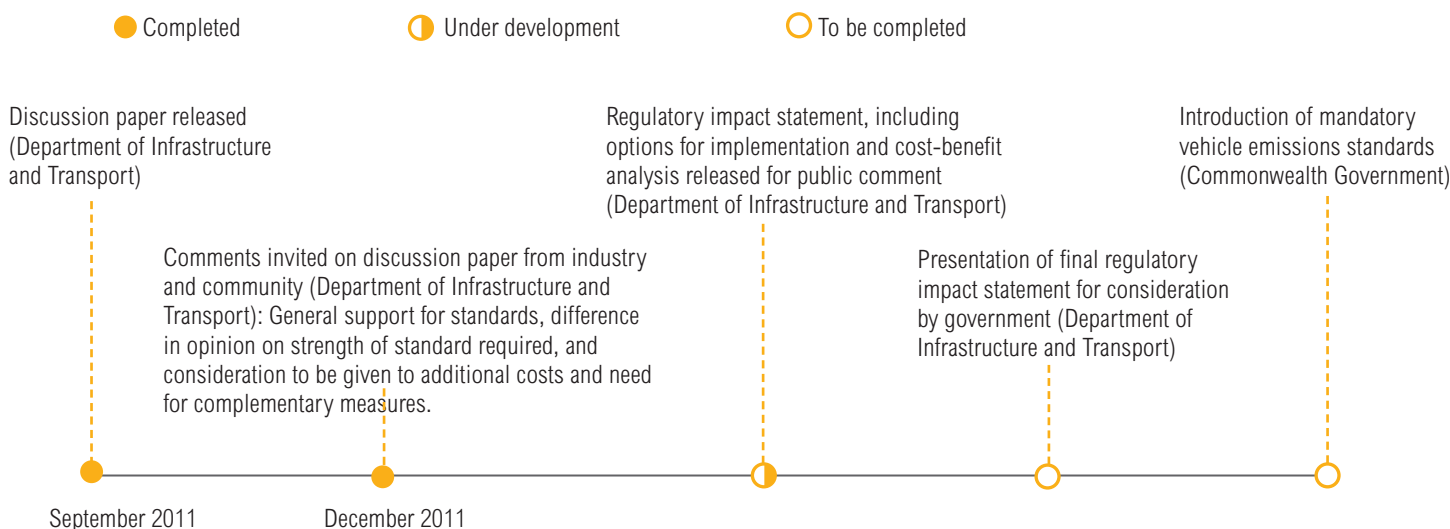 Completed
Under development
To be completed
Discussion paper released
(Department of Infrastructure
and Transport)
Comments invited on discussion paper from industry
and community (Department of Infrastructure and
Transport): General support for standards, difference
in opinion on strength of standard required, and
consideration to be given to additional costs and need
for complementary measures.
Regulatory impact statement, including
options for implementation and cost-benefit
analysis released for public comment
(Department of Infrastructure and Transport)
Presentation of final regulatory
impact statement for consideration
by government (Department of
Infrastructure and Transport)
Introduction of mandatory
vehicle emissions standards
(Commonwealth Government)
September 2011
December 2011